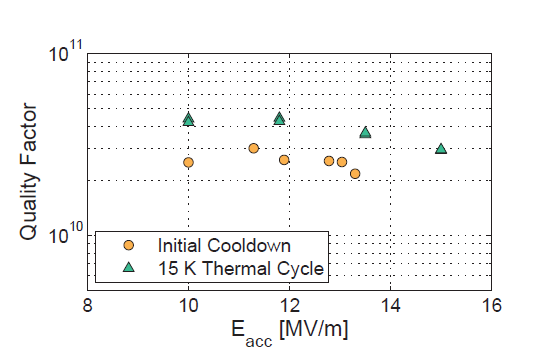 10^11
10^10
Quality Factor
Initial Cooldown
15 K Thermal Cycle
8 10 12 14 16
E_acc [MV/m]